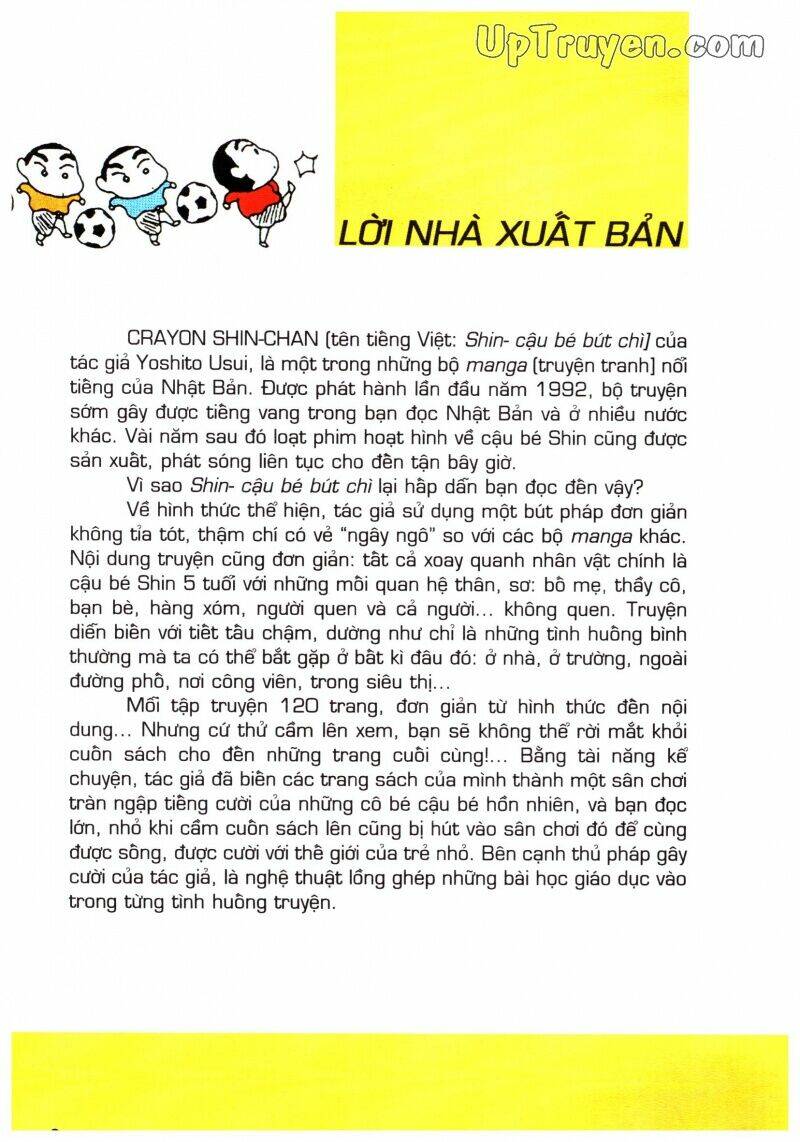 UpTruyen.com
LỜI NHÀ XUẤT BẢN
CRAYON SHIN-CHAN (tên tiếng Việt: Shin- cậu bé bút chì) của
tác giả Yoshito Usui, là một trong những bộ manga (truyện tranh) nổi
tiếng của Nhật Bản. Được phát hành lần đầu năm 1992, bộ truyện
sớm gây được tiếng vang trong bạn đọc Nhật Bản và ở nhiều nước
khác. Vài năm sau đó loạt phim hoạt hình về cậu bé Shin cũng được
sản xuất, phát sóng liên tục cho đến tận bây giờ.
Vì sao Shin- cậu bé bút chì lại hấp dẫn bạn đọc đến vậy?
Về hình thức thể hiện, tác giả sử dụng một bút pháp đơn giản
không tỉa tót, thậm chí có vẻ “ngây ngô” so với các bộ manga khác.
Nội dung truyện cũng đơn giản: tất cả xoay quanh nhân vật chính là
cậu bé Shin 5 tuổi với những mối quan hệ thân, sơ: bố mẹ, thầy cô,
bạn bè, hàng xóm, người quen và cả người... không quen. Truyện
diễn biến với tiết tấu chậm, dường như chỉ là những tình huống bình
thường mà ta có thể bắt gặp ở bất kì đâu đó: ở nhà, ở trường, ngoài
đường phố, nơi công viên, trong siêu thị...
Mỗi tập truyện 120 trang, đơn giản từ hình thức đến nội
dung... Nhưng cứ thử cầm lên xem, bạn sẽ không thể rời mắt khỏi
cuốn sách cho đến những trang cuối cùng!... Bằng tài năng kể
chuyện, tác giả đã biến các trang sách của mình thành một sân chơi
tràn ngập tiếng cười của những cô bé cậu bé hồn nhiên, và bạn đọc
lớn, nhỏ khi cầm cuốn sách lên cũng bị hút vào sân chơi đó để cùng
được sống, được cười với thế giới của trẻ nhỏ. Bên cạnh thủ pháp gây
cười của tác giả, là nghệ thuật lồng ghép những bài học giáo dục vào
trong từng tình huống truyện.